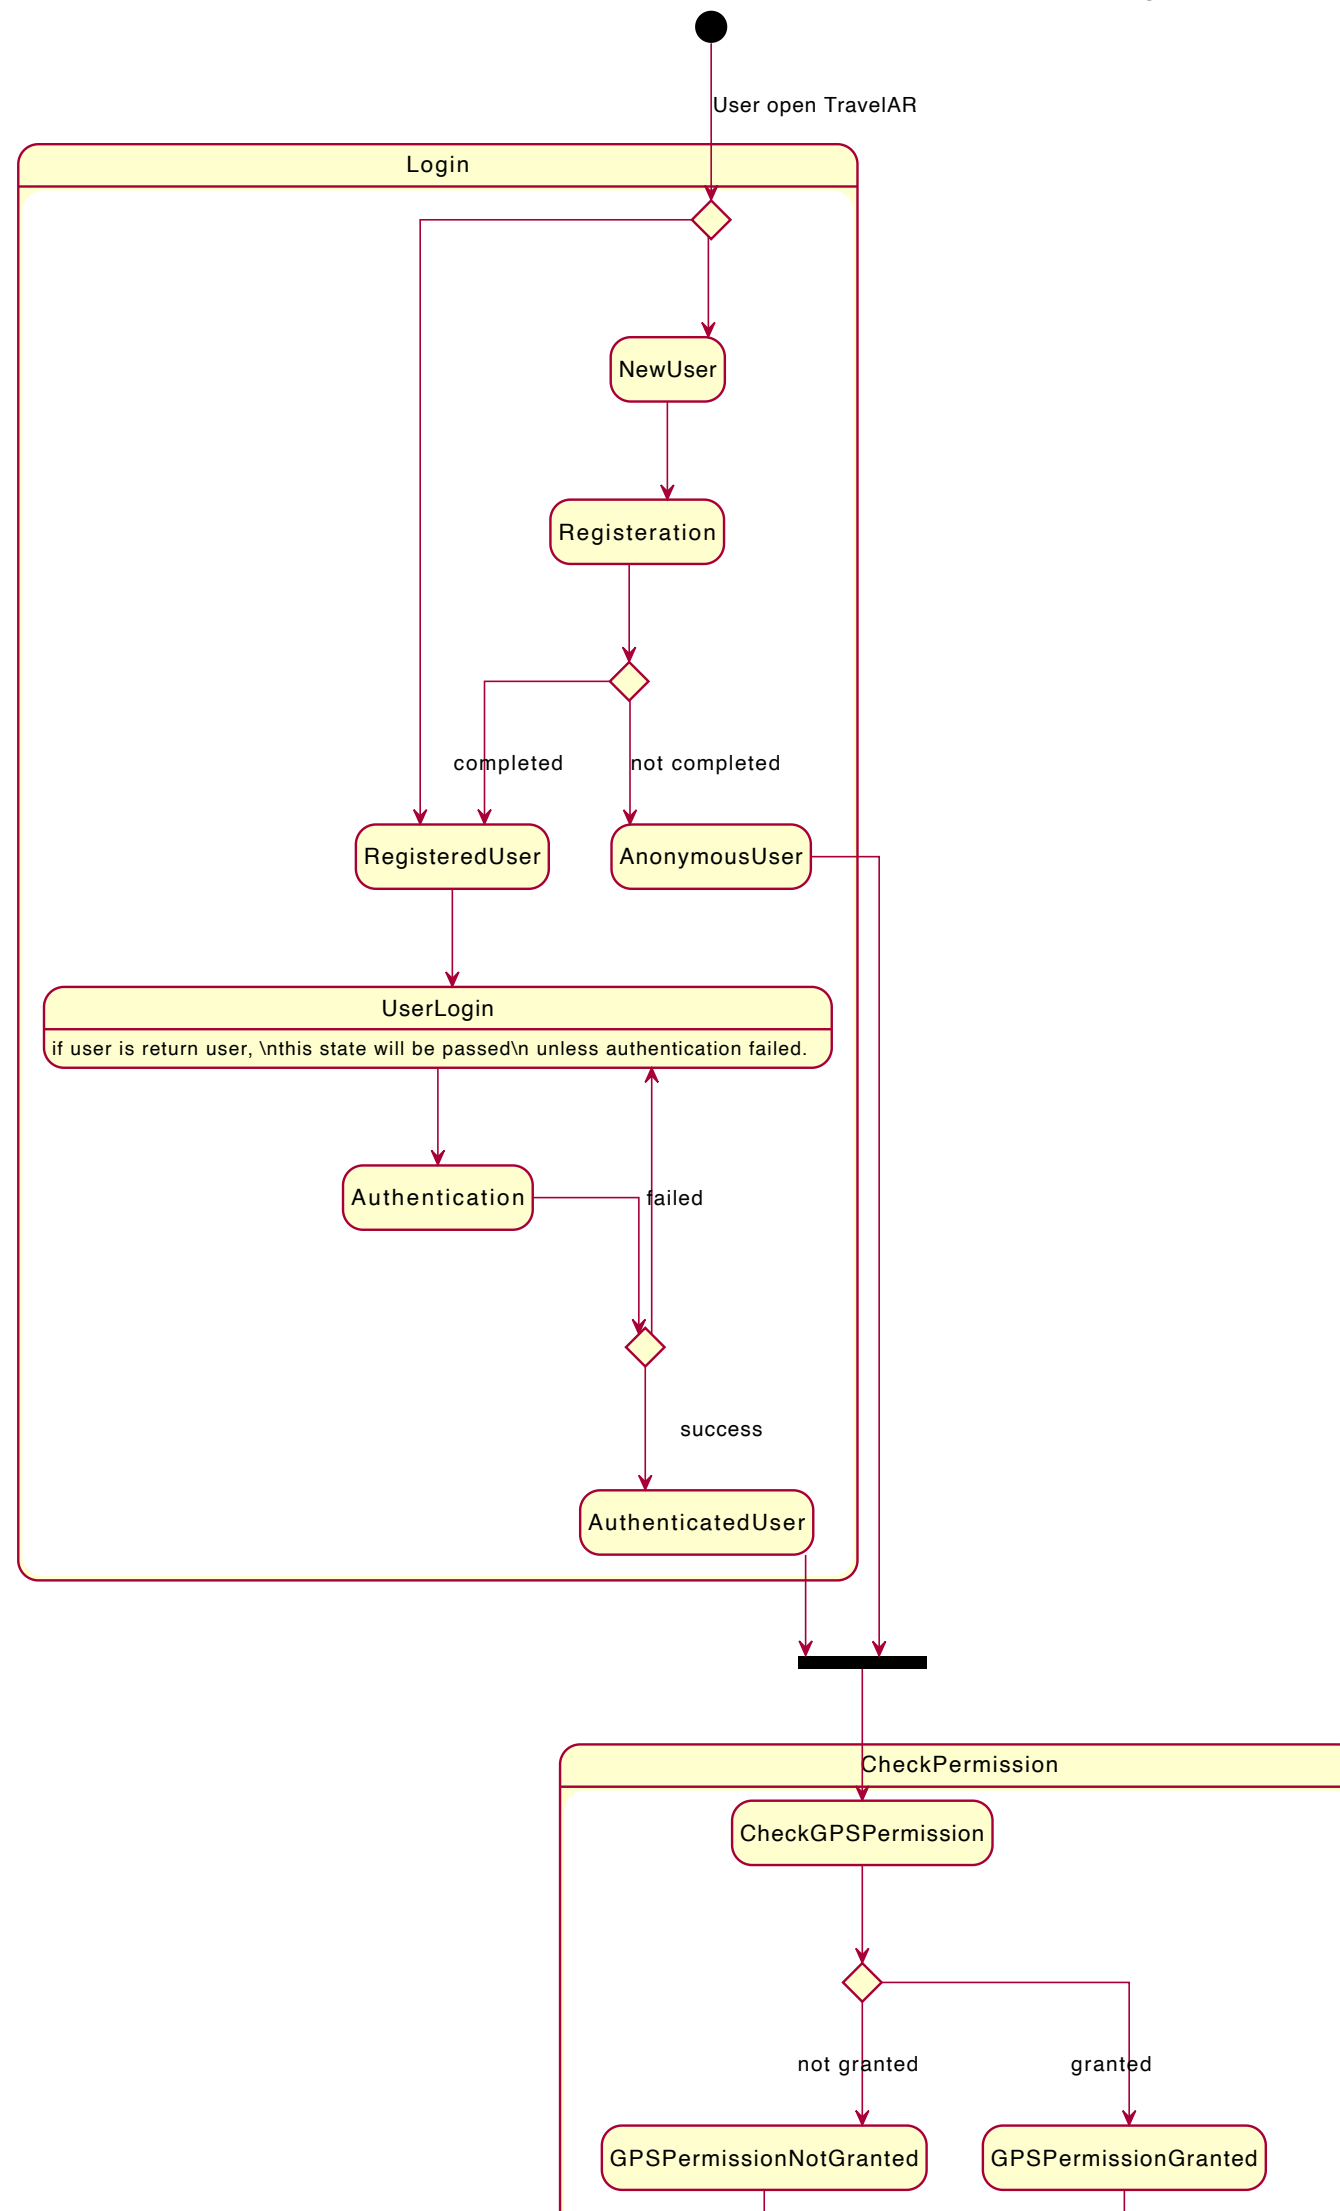 User open TravelAR
Login
NewUser
Registeration
completed
not completed
RegisteredUser
AnonymousUser
UserLogin
if user is return user, \nthis state will be passed\n unless authentication failed.
Authentication
failed
success
AuthenticatedUser
CheckPermission
CheckGPSPermission
not granted
granted
GPSPermissionNotGranted
GPSPermissionGranted